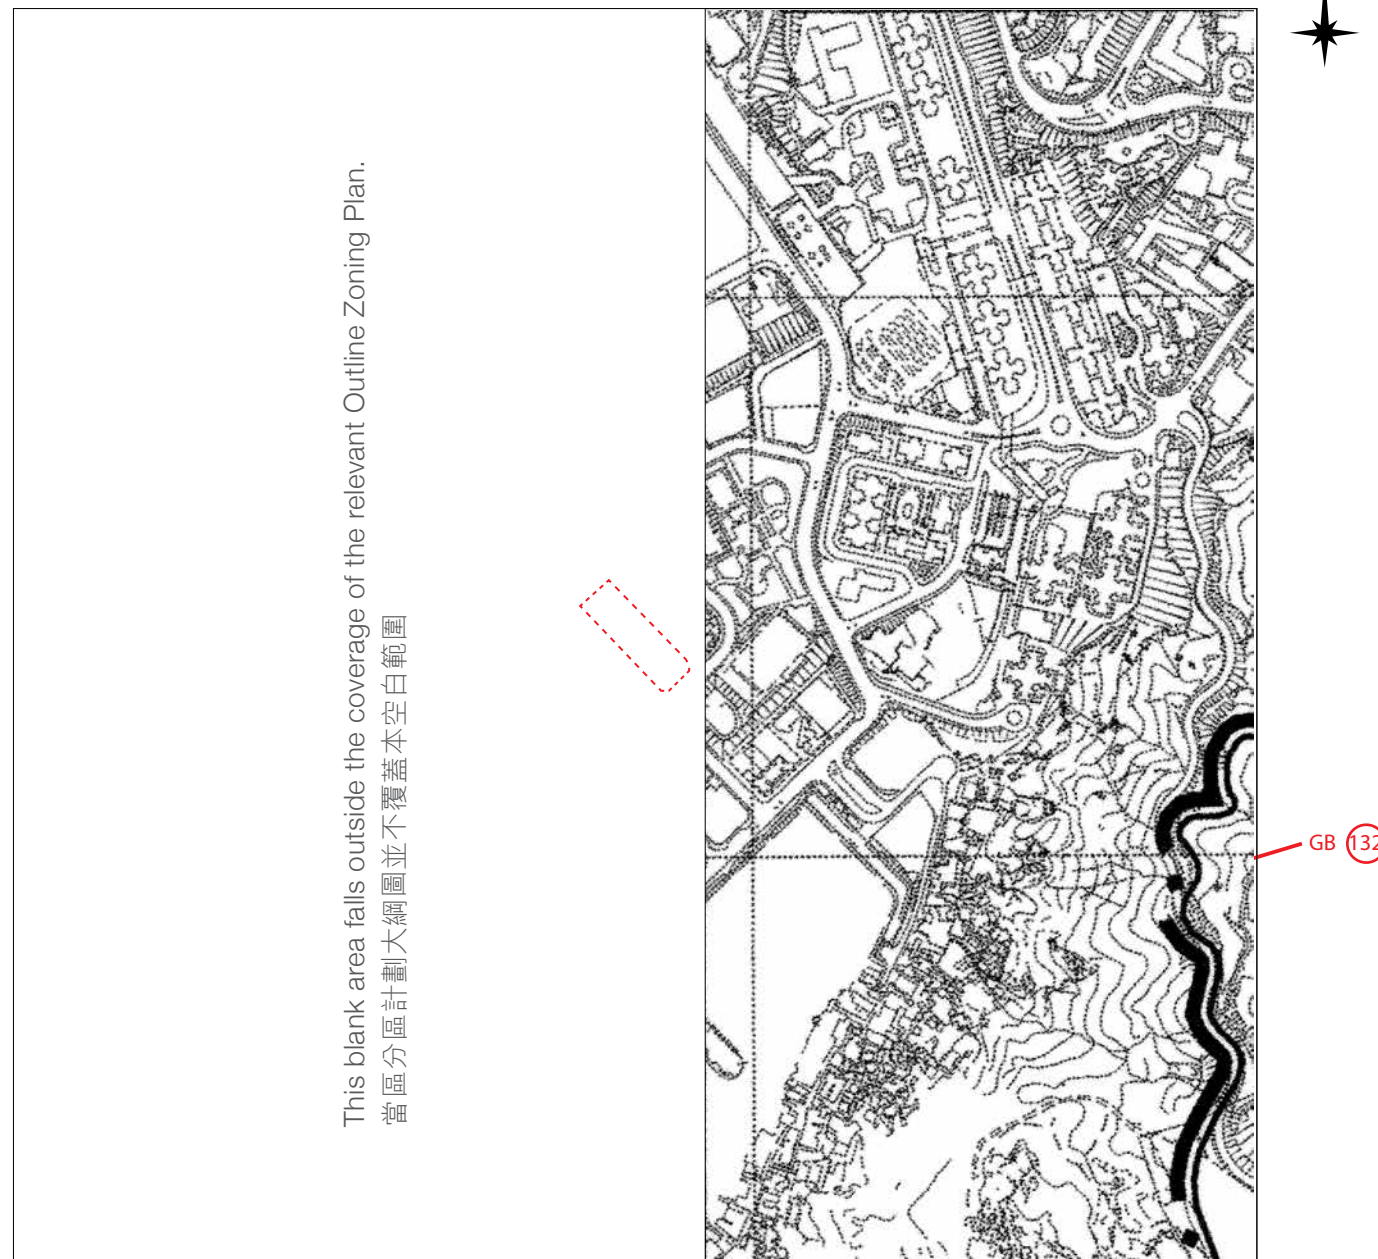 This blank area falls outside the coverage of the relevant Outline Zoning Plan.
當區分區計劃大綱圖並不覆蓋本空白範圍
GB 132